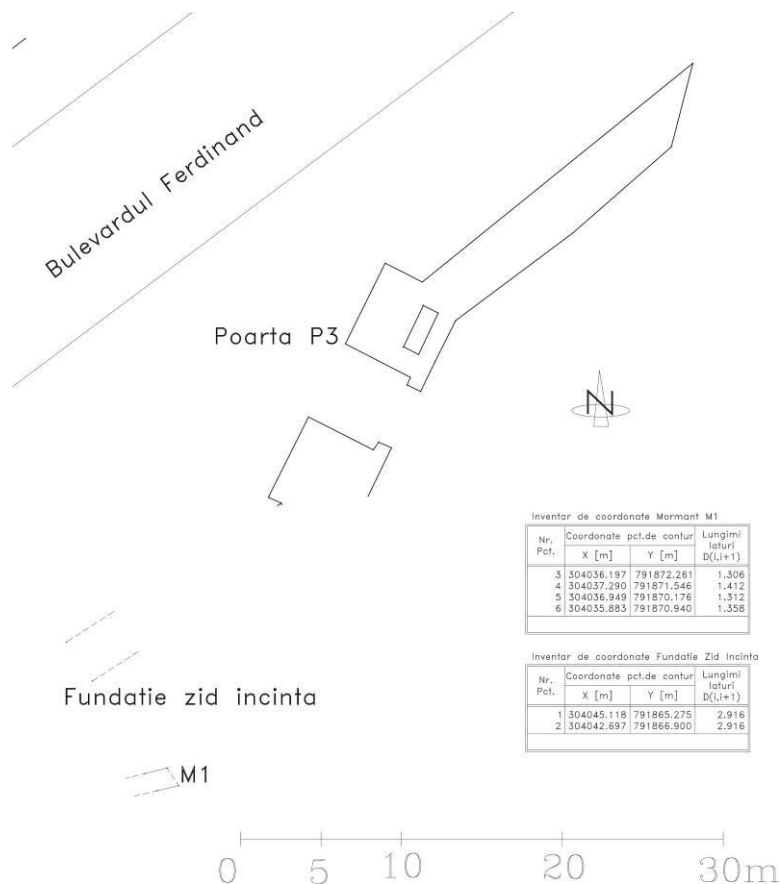 Bulevardul Ferdinand
Poarta P3
N
Inventar de coordonate Mormant M1
Nr. Pct. Coordonate pct.de contur Lungimi laturi D(i,i+1)
X [m] Y [m]
3 304036.197 791872.261 1.306
4 304037.290 791871.546 1.412
5 304036.949 791870.176 1.312
6 304035.883 791870.940 1.358
Inventar de coordonate Fundatie Zid Incinta
Nr. Pct. Coordonate pct.de contur Lungimi laturi D(i,i+1)
X [m] Y [m]
1 304045.118 791865.275 2.916
2 304042.697 791866.900 2.916
Fundatie zid incinta
M1
0 5 10 20 30m